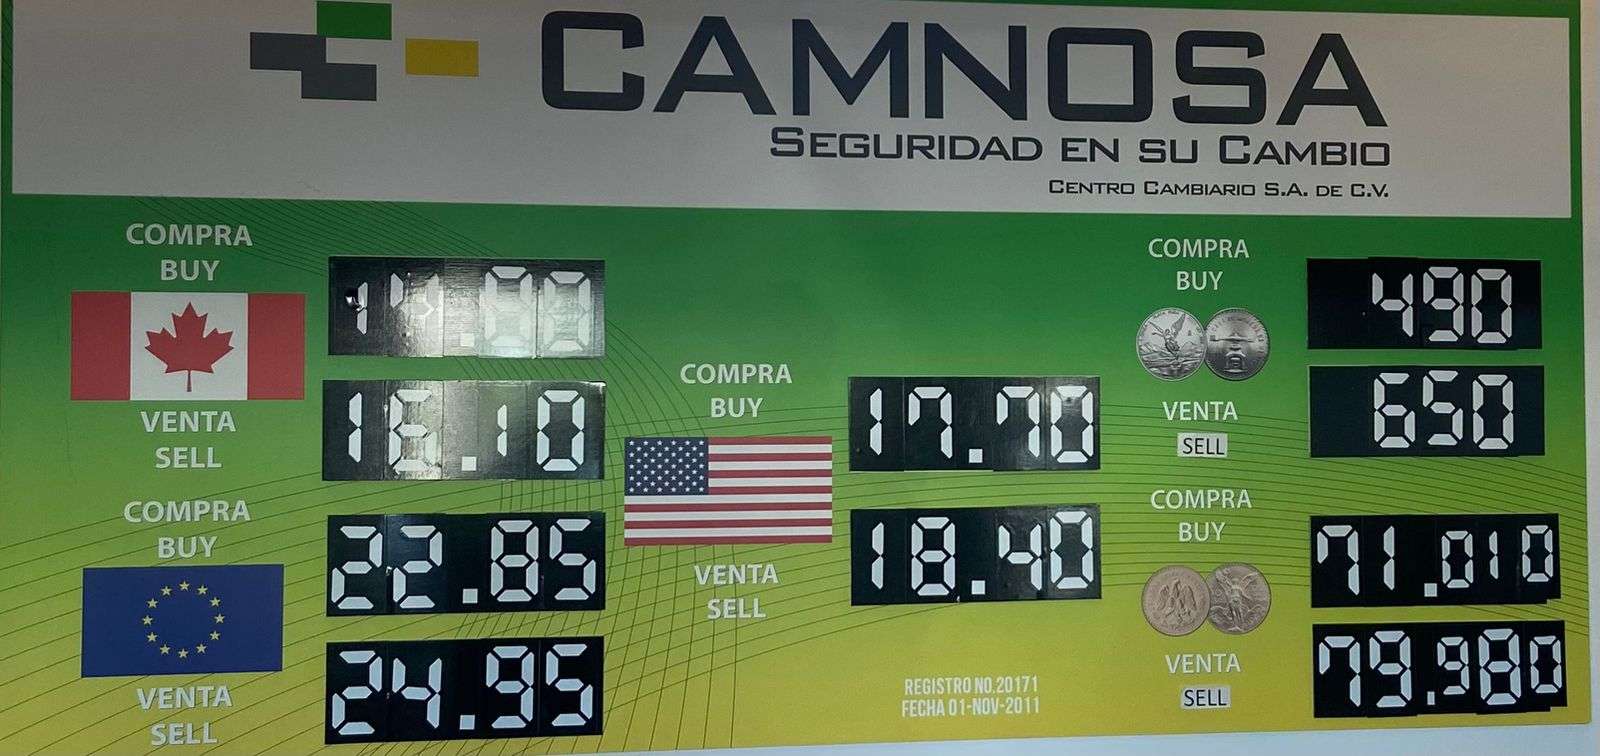 CAMNOSA
SEGURIDAD EN SU CAMBIO
CENTRO CAMBIARIO S.A. DE C.V.
COMPRA
BUY
VENTA
SELL
16.10
COMPRA
BUY
22.85
VENTA
SELL
24.95
COMPRA
BUY
17.70
VENTA
SELL
18.40
REGISTRO NO.20171
FECHA 01-NOV-2011
COMPRA
BUY
490
VENTA
SELL
650
COMPRA
BUY
71.010
VENTA
SELL
79.980